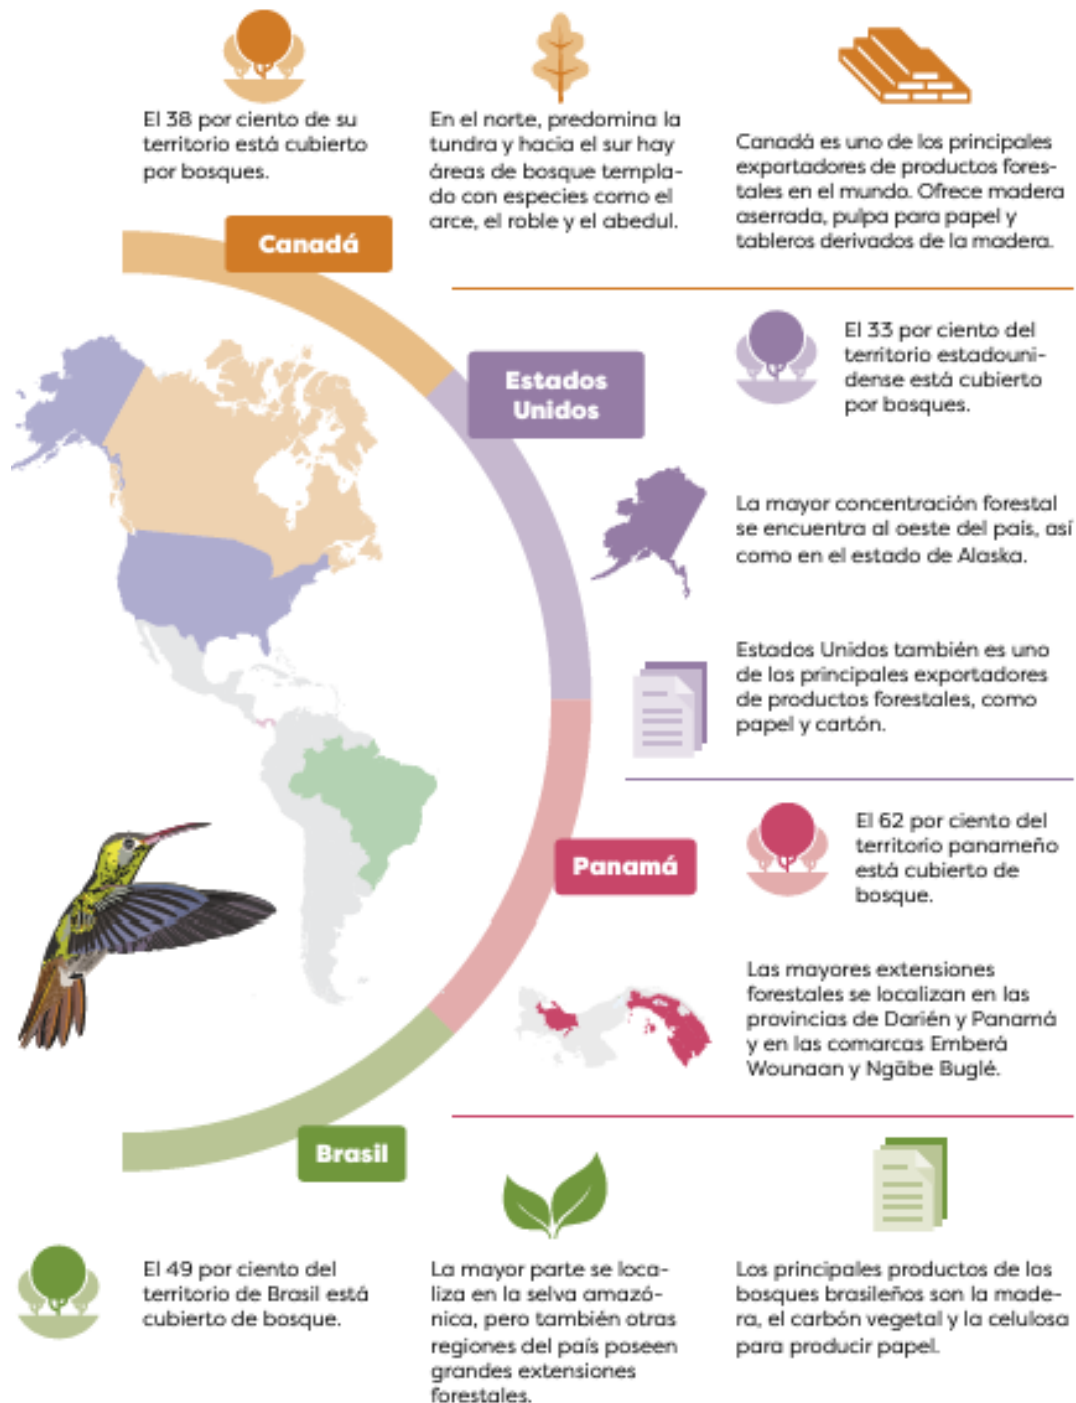 El 38 por ciento de su
territorio está cubierto
por bosques.
En el norte, predomina la
tundra y hacia el sur hay
áreas de bosque templa-
do con especies como el
arce, el roble y el abedul.
Canadá es uno de los principales
exportadores de productos fores-
tales en el mundo. Ofrece madera
aserrada, pulpa para papel y
tableros derivados de la madera.
Canadá
Estados
Unidos
El 33 por ciento del
territorio estadouni-
dense está cubierto
por bosques.
La mayor concentración forestal
se encuentra al oeste del país, así
como en el estado de Alaska.
Estados Unidos también es uno
de los principales exportadores
de productos forestales, como
papel y cartón.
Panamá
El 62 por ciento del
territorio panameño
está cubierto de
bosque.
Las mayores extensiones
forestales se localizan en las
provincias de Darién y Panamá
y en las comarcas Emberá
Wounaan y Ngäbe Buglé.
Brasil
El 49 por ciento del
territorio de Brasil está
cubierto de bosque.
La mayor parte se loca-
liza en la selva amazó-
nica, pero también otras
regiones del país poseen
grandes extensiones
forestales.
Los principales productos de los
bosques brasileños son la made-
ra, el carbón vegetal y la celulosa
para producir papel.